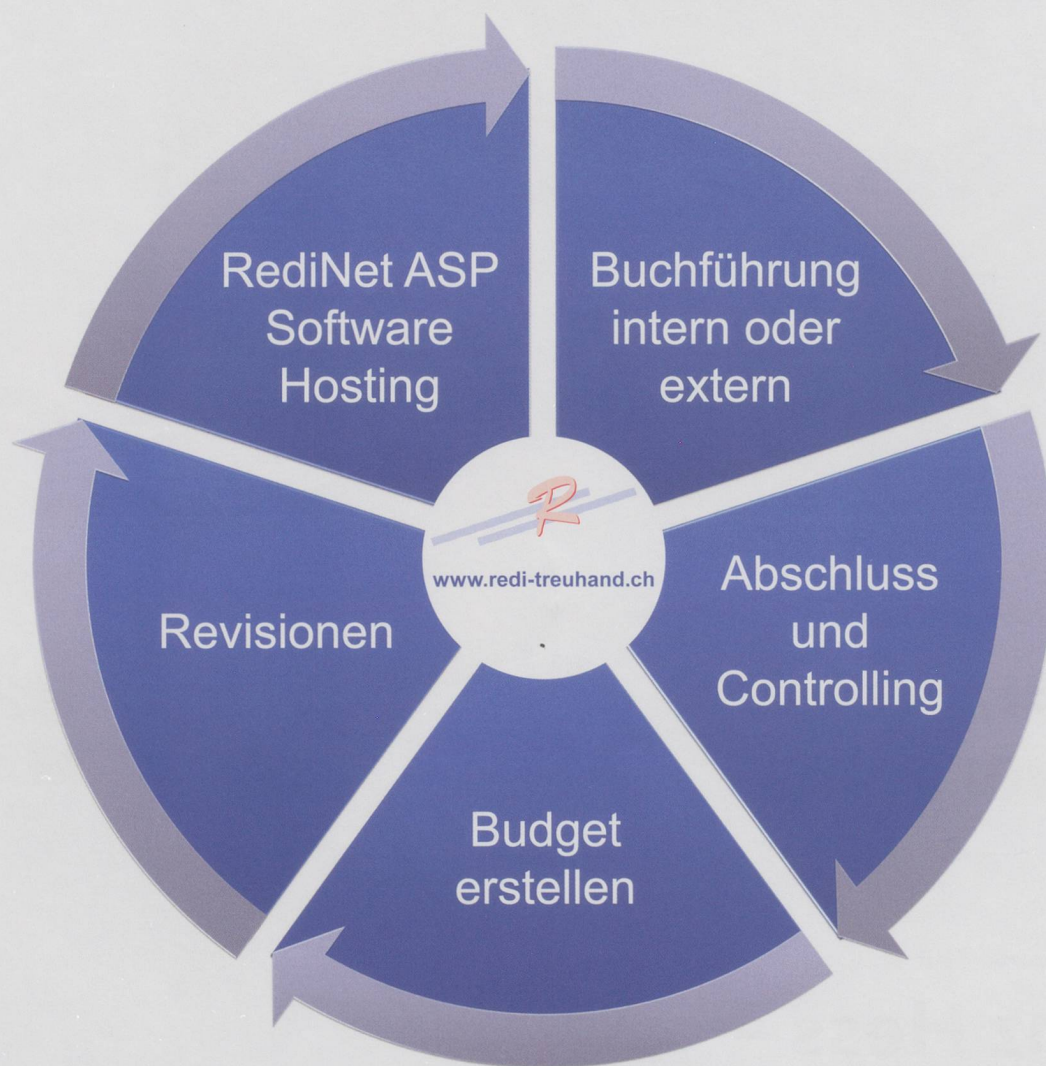 RediNet ASP
Software
Hosting
Buchführung
intern oder
extern
Abschluss
und
Controlling
Budget
erstellen
Revisionen
R
www.redi-treuhand.ch